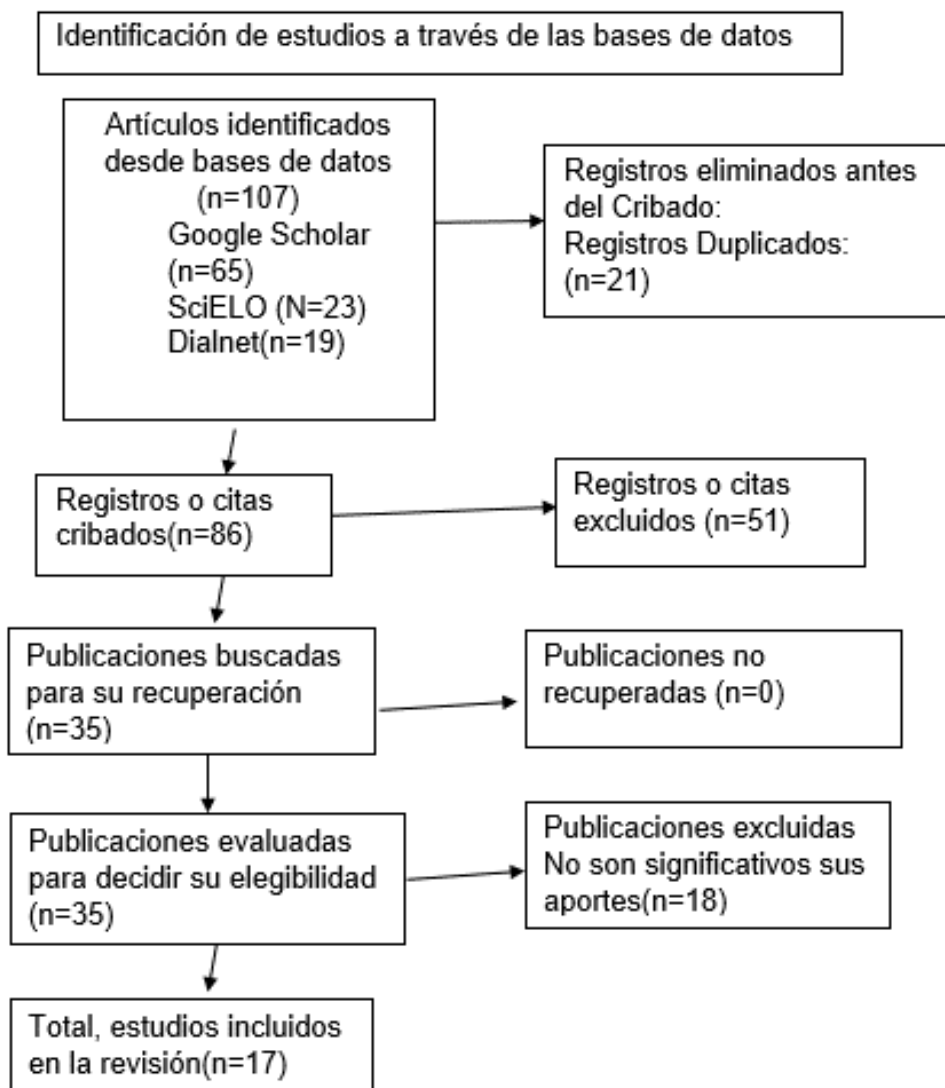 Identificación de estudios a través de las bases de datos
Artículos identificados
desde bases de datos
(n=107)
Google Scholar
(n=65)
SciELO (N=23)
Dialnet(n=19)
Registros eliminados antes
del Cribado:
Registros Duplicados:
(n=21)
Registros o citas
cribados(n=86)
Registros o citas
excluidos (n=51)
Publicaciones buscadas
para su recuperación
(n=35)
Publicaciones no
recuperadas (n=0)
Publicaciones evaluadas
para decidir su elegibilidad
(n=35)
Publicaciones excluidas
No son significativos sus
aportes(n=18)
Total, estudios incluidos
en la revisión(n=17)